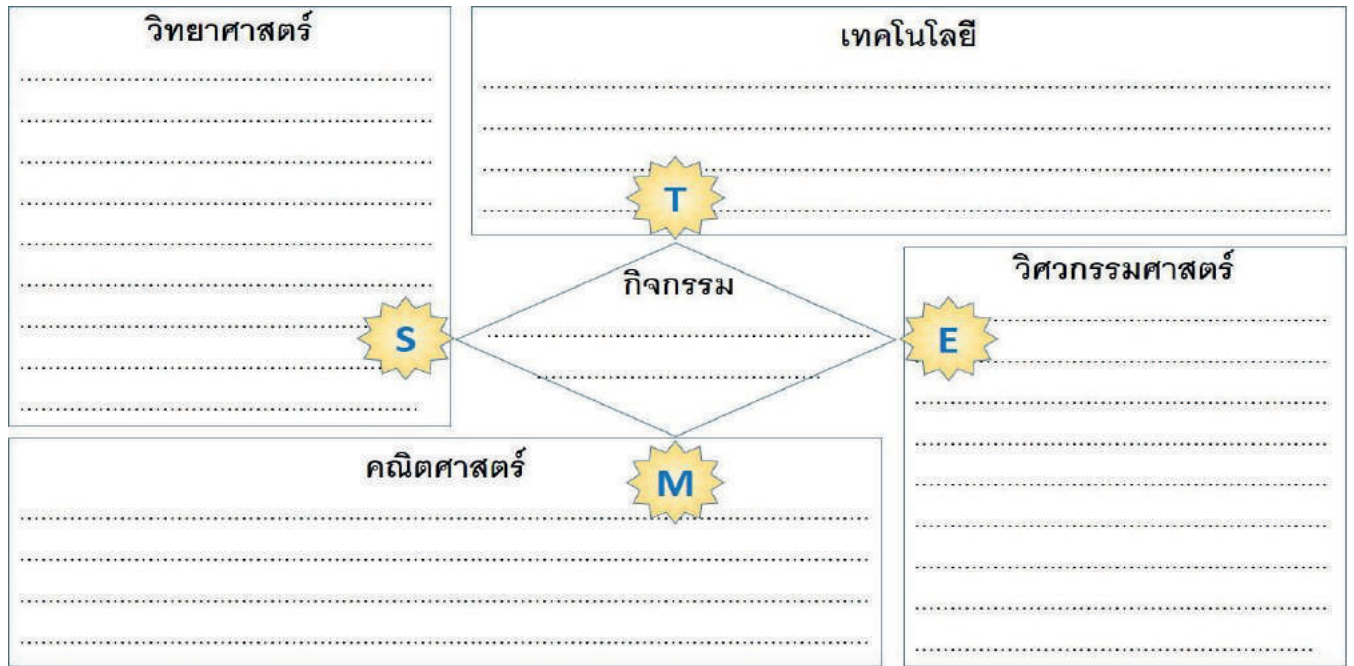 วิทยาศาสตร์
เทคโนโลยี
T
กิจกรรม
วิศวกรรมศาสตร์
S
E
คณิตศาสตร์
M